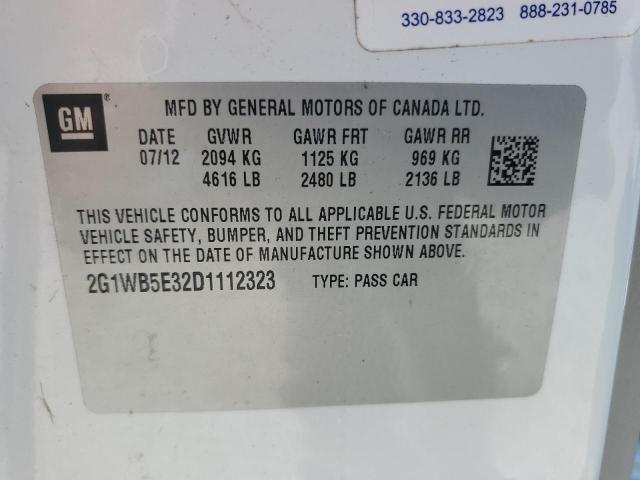 330-833-2823 888-231-0785
GM ®
MFD BY GENERAL MOTORS OF CANADA LTD.
DATE GVWR GAWR FRT GAWR RR
07/12 2094 KG 1125 KG 969 KG
4616 LB 2480 LB 2136 LB
THIS VEHICLE CONFORMS TO ALL APPLICABLE U.S. FEDERAL MOTOR
VEHICLE SAFETY, BUMPER, AND THEFT PREVENTION STANDARDS IN
EFFECT ON THE DATE OF MANUFACTURE SHOWN ABOVE.
2G1WB5E32D1112323 TYPE: PASS CAR